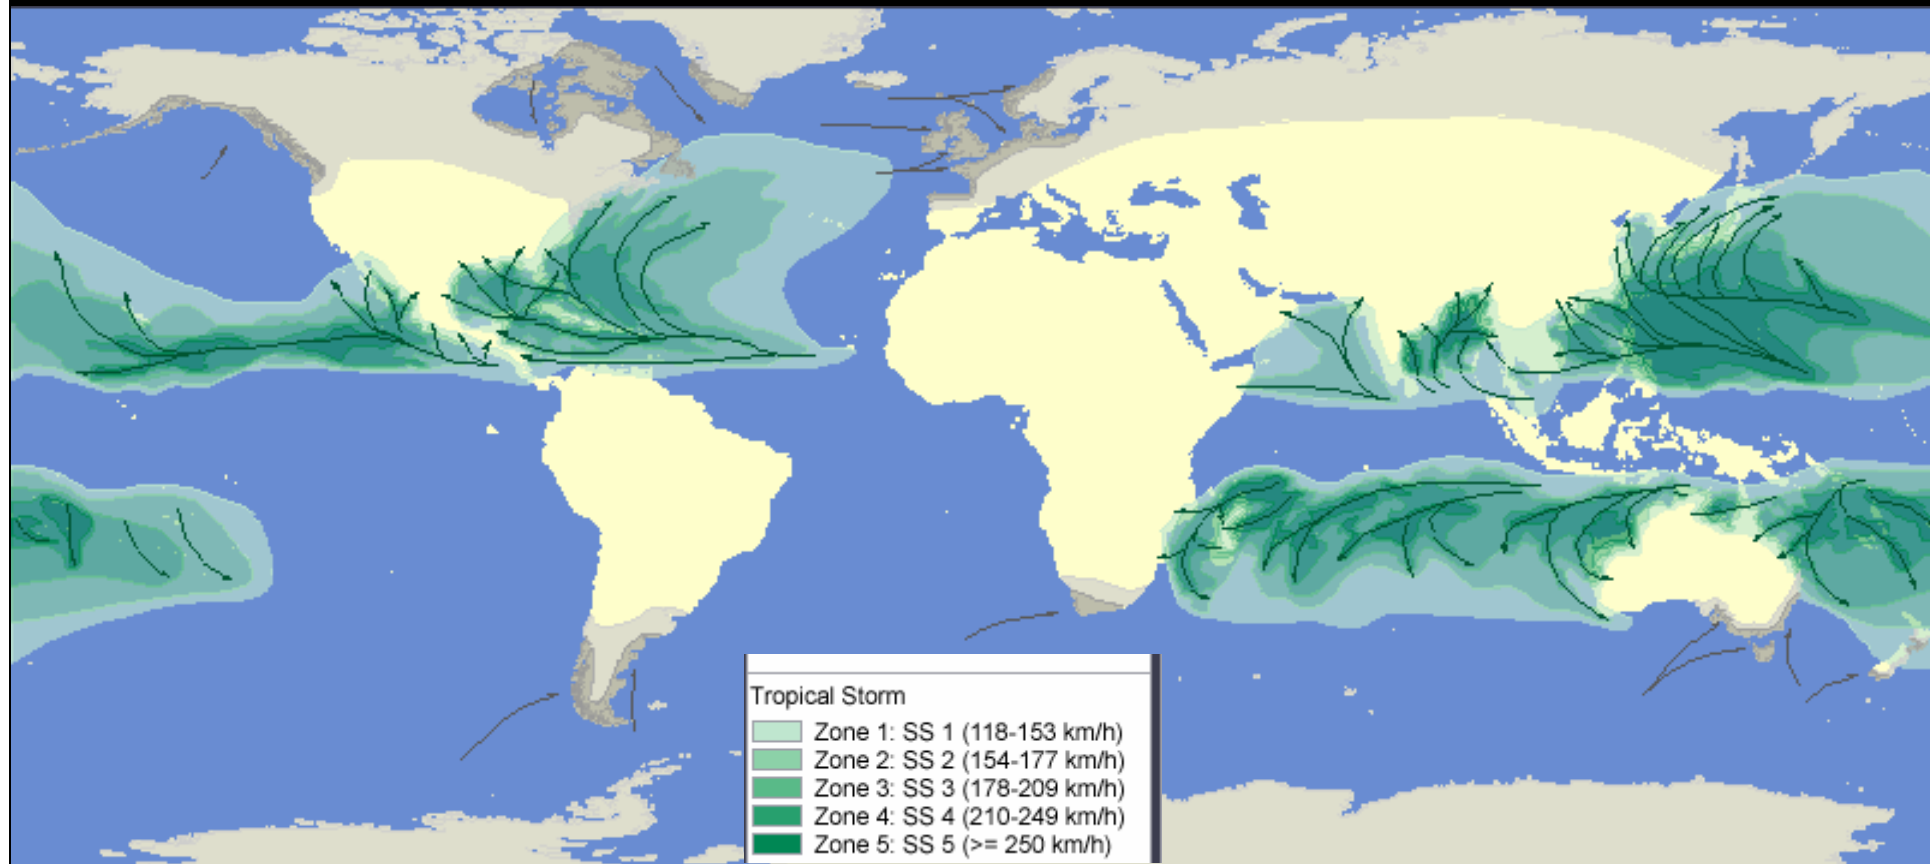 Tropical Storm
Zone 1: SS 1 (118-153 km/h)
Zone 2: SS 2 (154-177 km/h)
Zone 3: SS 3 (178-209 km/h)
Zone 4: SS 4 (210-249 km/h)
Zone 5: SS 5 (>= 250 km/h)